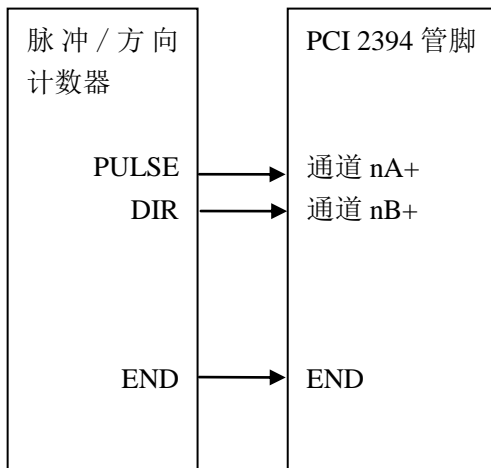 脉冲/方向
计数器
PULSE
DIR
END
PCI 2394 管脚
通道 nA+
通道 nB+
END